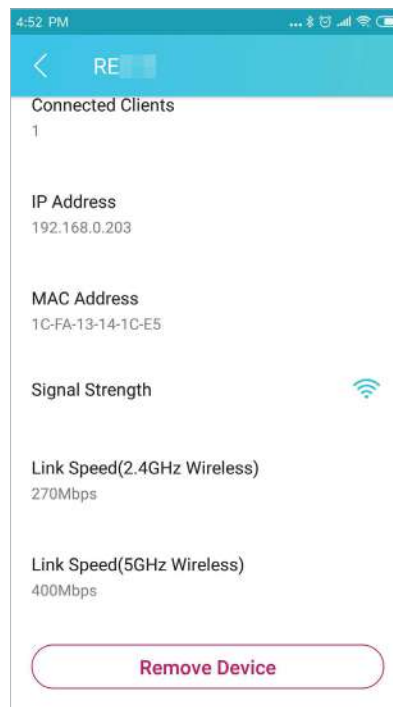 4:52 PM
RE
Connected Clients
1
IP Address
192.168.0.203
MAC Address
1C-FA-13-14-1C-E5
Signal Strength
Link Speed(2.4GHz Wireless)
270Mbps
Link Speed(5GHz Wireless)
400Mbps
Remove Device